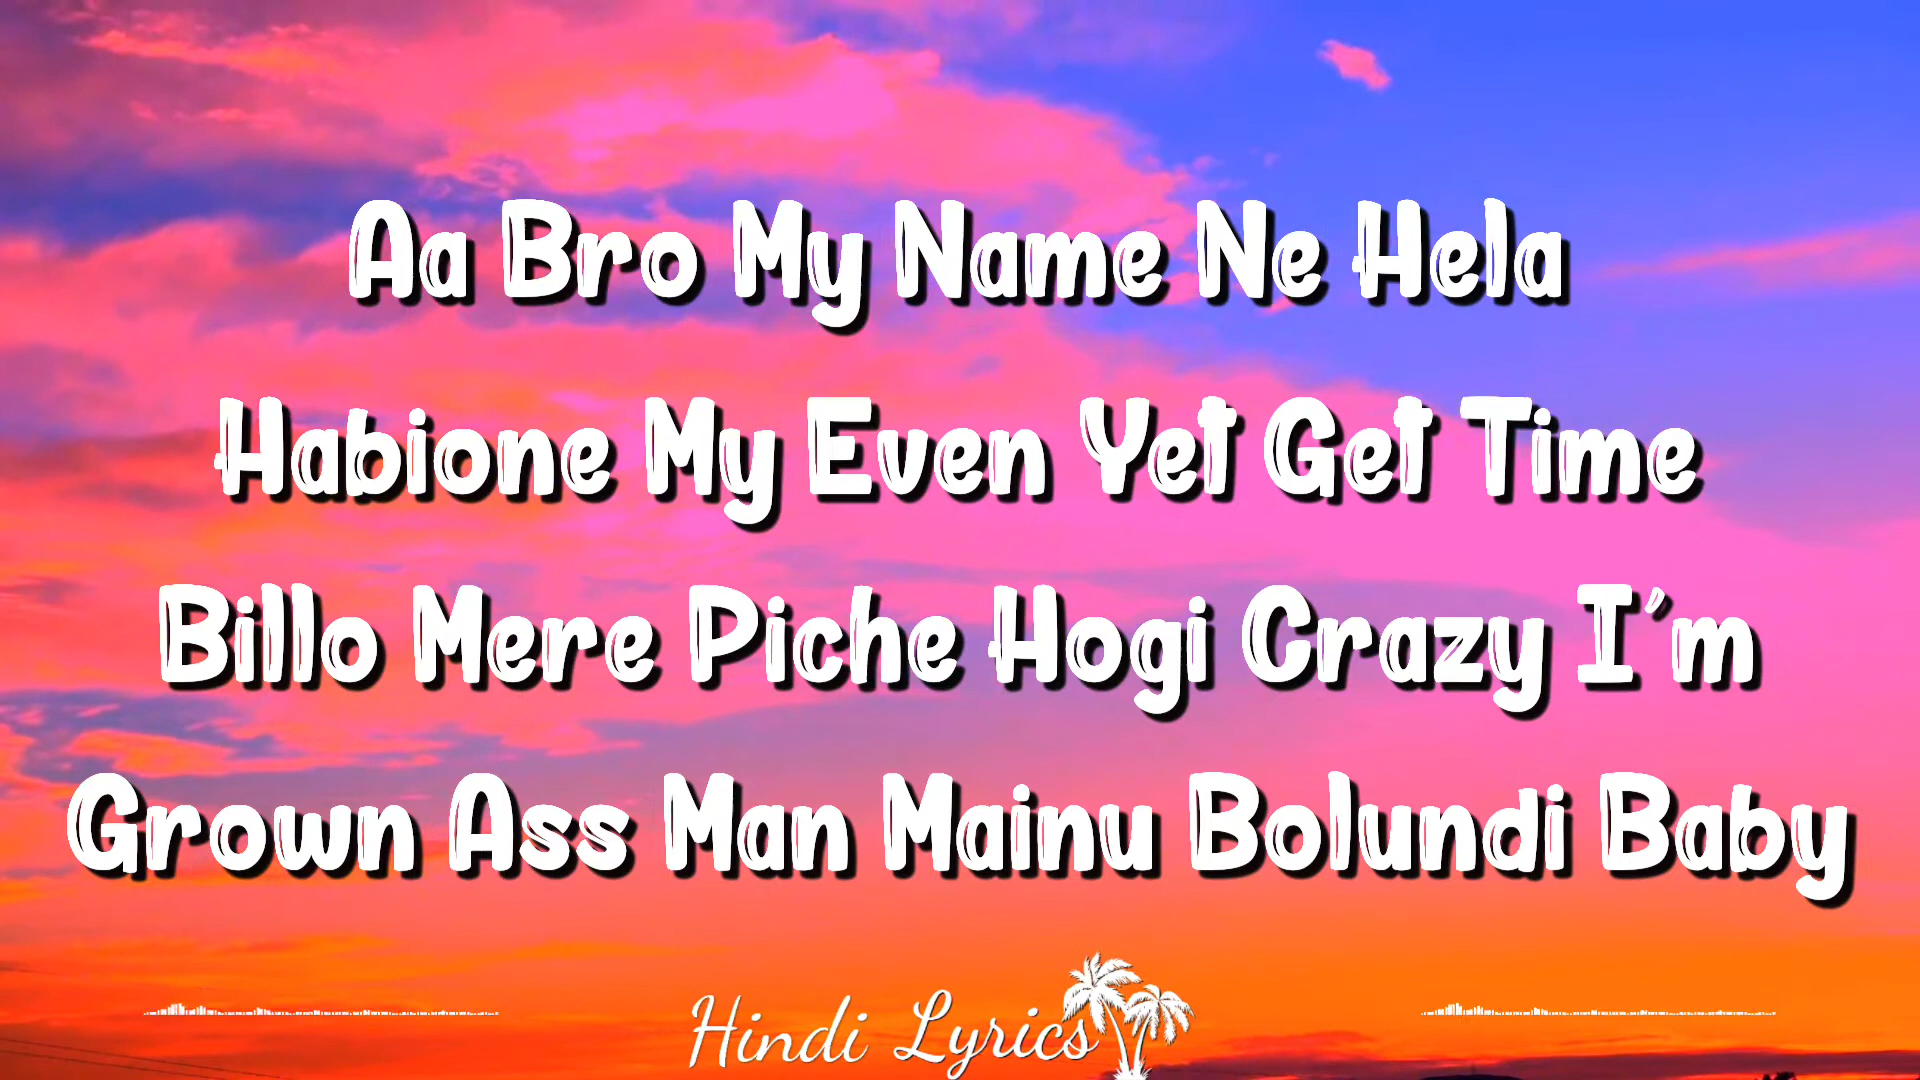 Aa Bro My Name Ne Hela
Habione My Even Yet Get Time
Billo Mere Piche Hogi Crazy I'm
Grown Ass Man Mainu Bolundi Baby
Hindi Lyrics